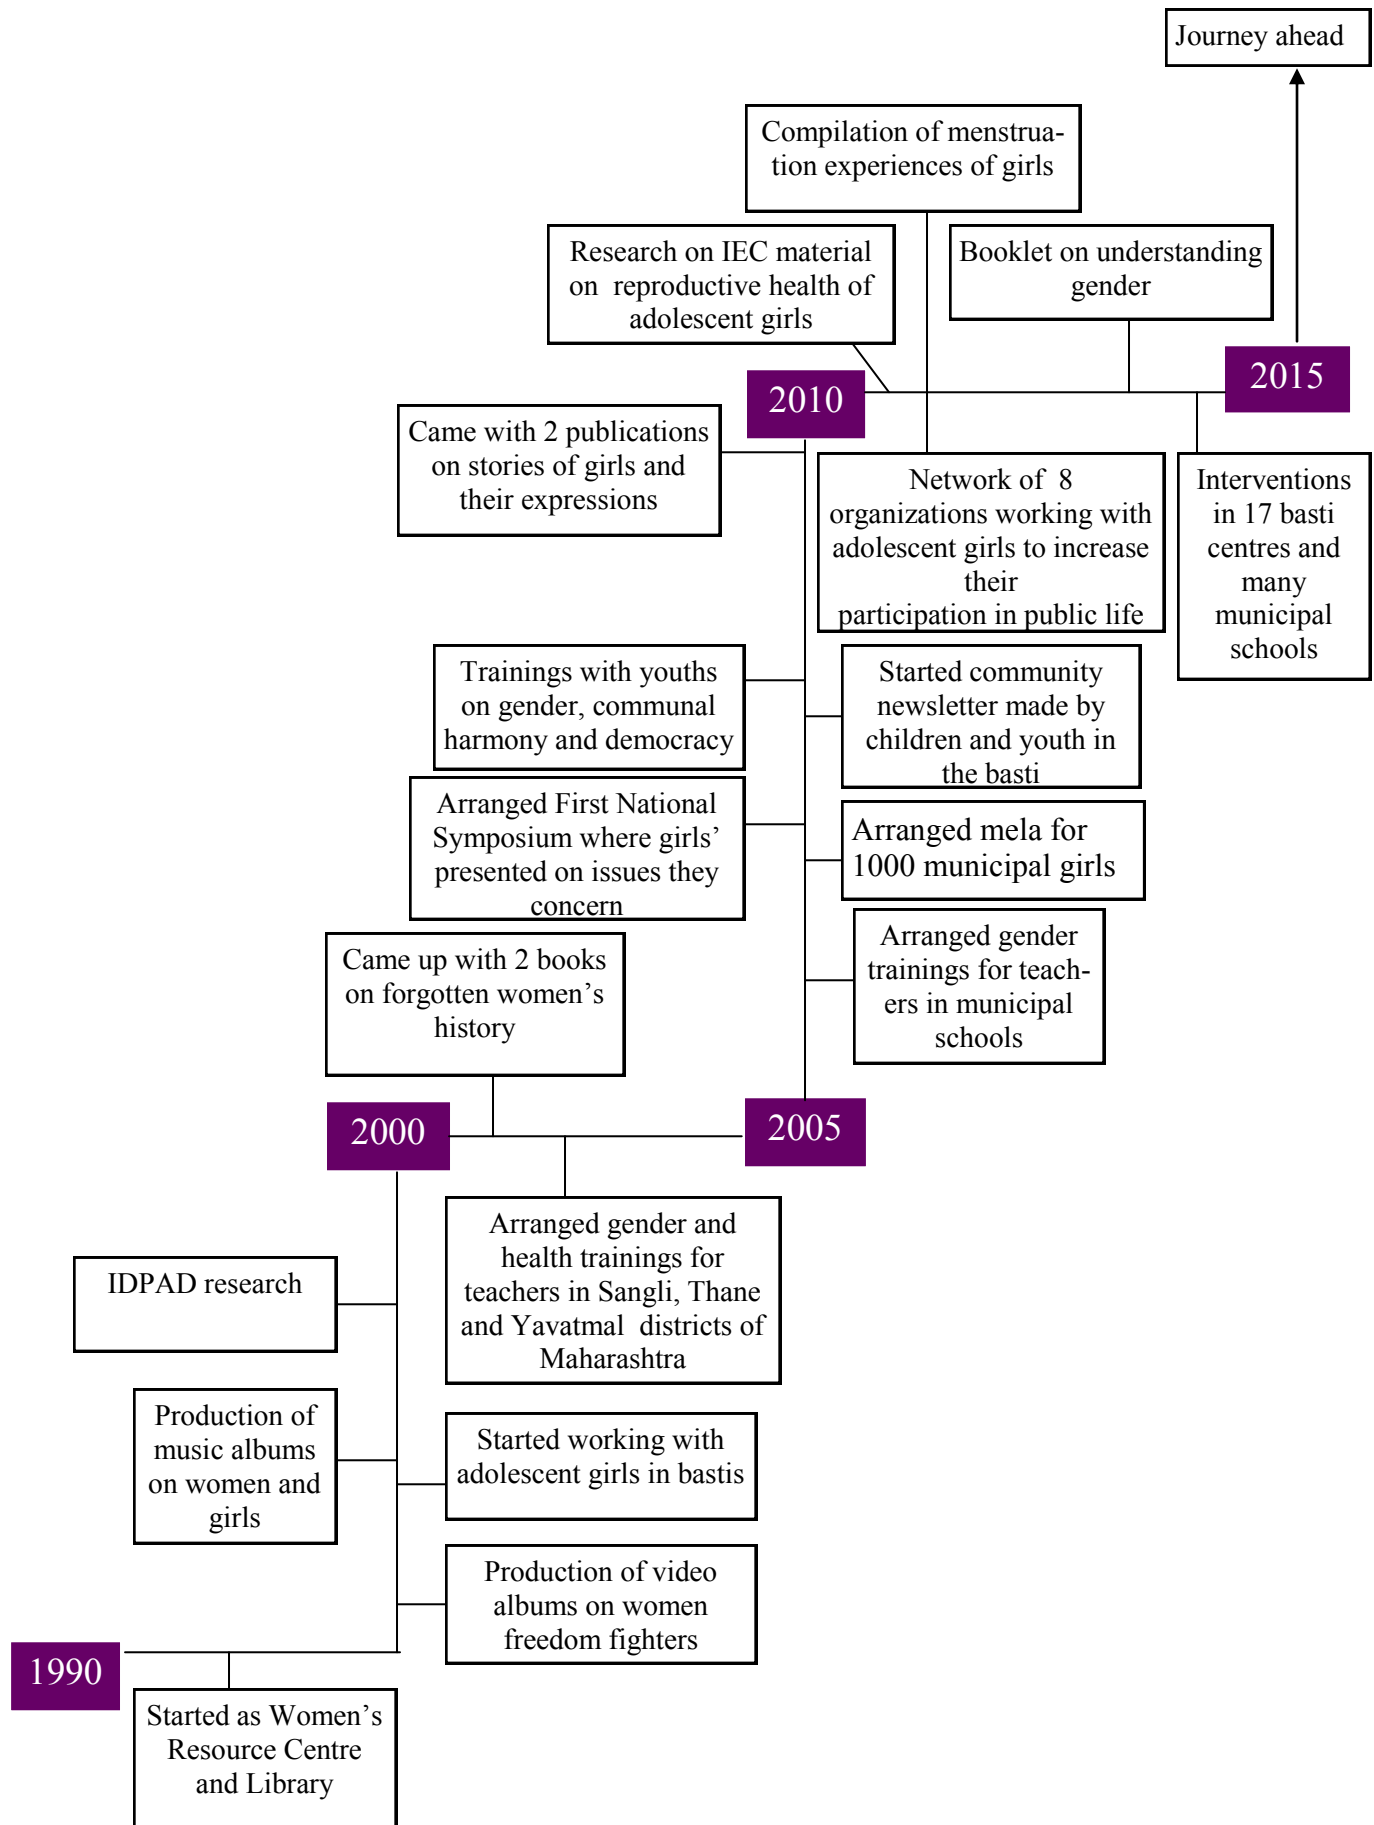 Journey ahead
Compilation of menstrua-
tion experiences of girls
Research on IEC material
on reproductive health of
adolescent girls
Booklet on understanding
gender
2015
2010
Came with 2 publications
on stories of girls and
their expressions
Network of 8
organizations working with
adolescent girls to increase
their
participation in public life
Interventions
in 17 basti
centres and
many
municipal
schools
Trainings with youths
on gender, communal
harmony and democracy
Started community
newsletter made by
children and youth in
the basti
Arranged First National
Symposium where girls’
presented on issues they
concern
Arranged mela for
1000 municipal girls
Arranged gender
trainings for teach-
ers in municipal
schools
Came up with 2 books
on forgotten women’s
history
2000
2005
Arranged gender and
health trainings for
teachers in Sangli, Thane
and Yavatmal districts of
Maharashtra
IDPAD research
Production of
music albums
on women and
girls
Started working with
adolescent girls in bastis
Production of video
albums on women
freedom fighters
1990
Started as Women’s
Resource Centre
and Library